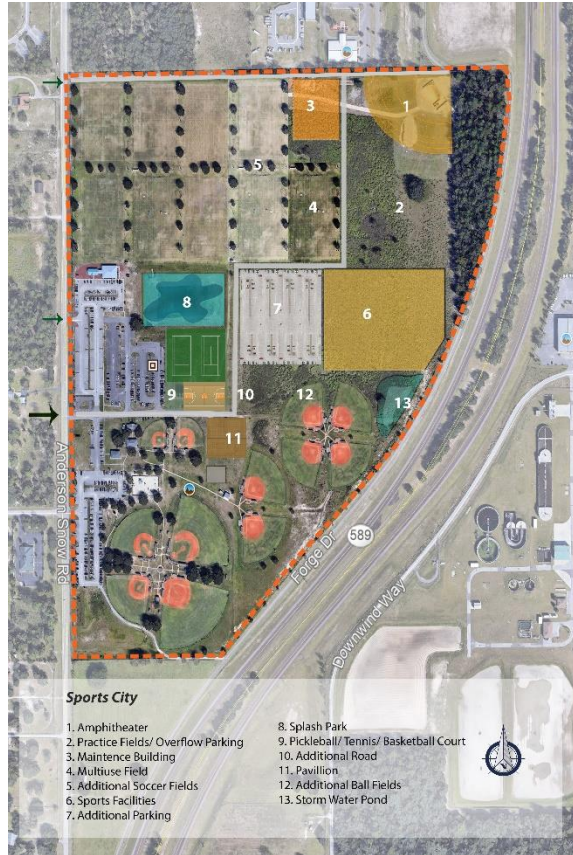 3
1
5
4
2
8
7
6
9
10
12
13
11
Anderson Snow Rd
Forge Dr
589
Downwind Way
Sports City
1. Amphitheater
2. Practice Fields/ Overflow Parking
3. Maintence Building
4. Multiuse Field
5. Additional Soccer Fields
6. Sports Facilities
7. Additional Parking
8. Splash Park
9. Pickleball/ Tennis/ Basketball Court
10. Additional Road
11. Pavillion
12. Additional Ball Fields
13. Storm Water Pond